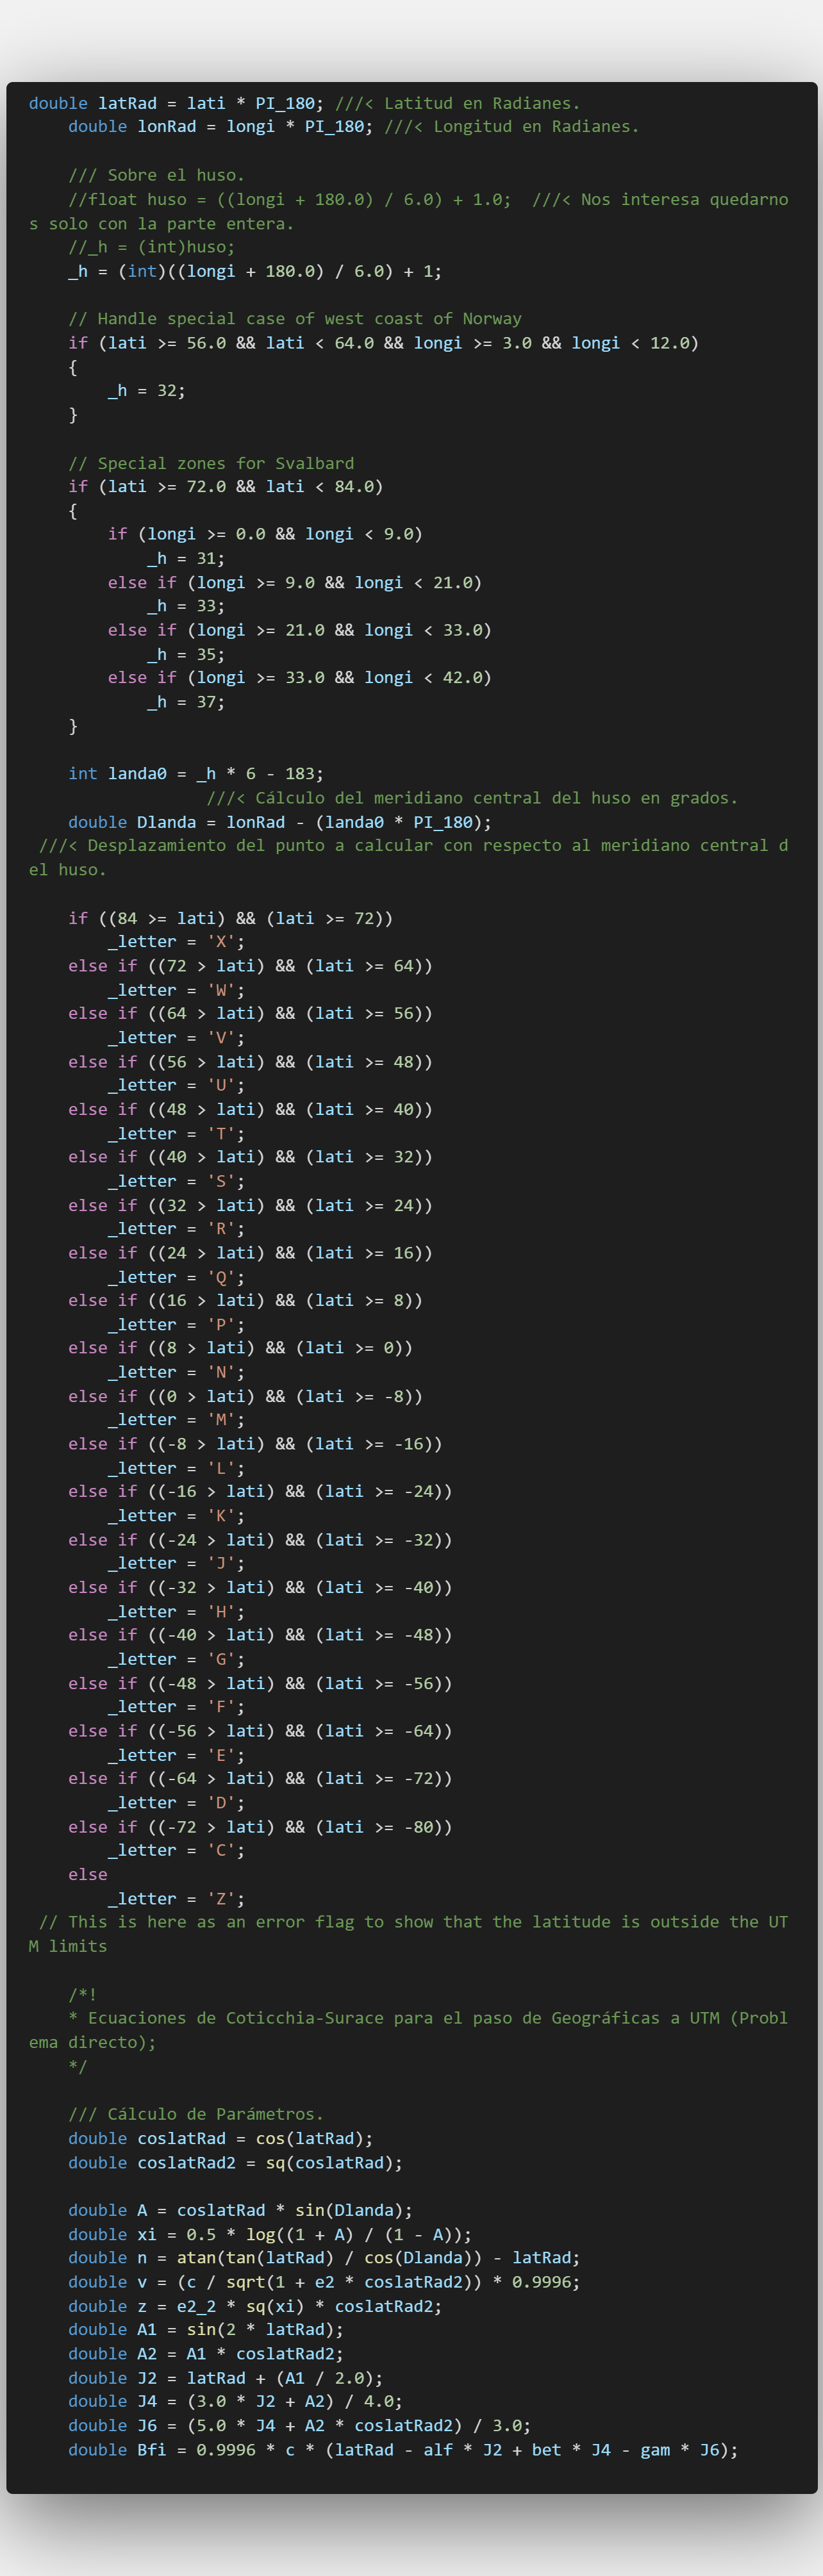 double latRad = lati * PI_180; ///< Latitud en Radianes.
    double lonRad = longi * PI_180; ///< Longitud en Radianes.

    /// Sobre el huso.
    //float huso = ((longi + 180.0) / 6.0) + 1.0;  ///< Nos interesa quedarno
s solo con la parte entera.
    //_h = (int)huso;
    _h = (int)((longi + 180.0) / 6.0) + 1;

    // Handle special case of west coast of Norway
    if (lati >= 56.0 && lati < 64.0 && longi >= 3.0 && longi < 12.0)
    {
        _h = 32;
    }

    // Special zones for Svalbard
    if (lati >= 72.0 && lati < 84.0)
    {
        if (longi >= 0.0 && longi < 9.0)
            _h = 31;
        else if (longi >= 9.0 && longi < 21.0)
            _h = 33;
        else if (longi >= 21.0 && longi < 33.0)
            _h = 35;
        else if (longi >= 33.0 && longi < 42.0)
            _h = 37;
    }

    int landa0 = _h * 6 - 183;
                  ///< Cálculo del meridiano central del huso en grados.
    double Dlanda = lonRad - (landa0 * PI_180);
 ///< Desplazamiento del punto a calcular con respecto al meridiano central d
el huso.

    if ((84 >= lati) && (lati >= 72))
        _letter = 'X';
    else if ((72 > lati) && (lati >= 64))
        _letter = 'W';
    else if ((64 > lati) && (lati >= 56))
        _letter = 'V';
    else if ((56 > lati) && (lati >= 48))
        _letter = 'U';
    else if ((48 > lati) && (lati >= 40))
        _letter = 'T';
    else if ((40 > lati) && (lati >= 32))
        _letter = 'S';
    else if ((32 > lati) && (lati >= 24))
        _letter = 'R';
    else if ((24 > lati) && (lati >= 16))
        _letter = 'Q';
    else if ((16 > lati) && (lati >= 8))
        _letter = 'P';
    else if ((8 > lati) && (lati >= 0))
        _letter = 'N';
    else if ((0 > lati) && (lati >= -8))
        _letter = 'M';
    else if ((-8 > lati) && (lati >= -16))
        _letter = 'L';
    else if ((-16 > lati) && (lati >= -24))
        _letter = 'K';
    else if ((-24 > lati) && (lati >= -32))
        _letter = 'J';
    else if ((-32 > lati) && (lati >= -40))
        _letter = 'H';
    else if ((-40 > lati) && (lati >= -48))
        _letter = 'G';
    else if ((-48 > lati) && (lati >= -56))
        _letter = 'F';
    else if ((-56 > lati) && (lati >= -64))
        _letter = 'E';
    else if ((-64 > lati) && (lati >= -72))
        _letter = 'D';
    else if ((-72 > lati) && (lati >= -80))
        _letter = 'C';
    else
        _letter = 'Z';
 // This is here as an error flag to show that the latitude is outside the UT
M limits

    /*!
    * Ecuaciones de Coticchia-Surace para el paso de Geográficas a UTM (Probl
ema directo);
    */

    /// Cálculo de Parámetros.
    double coslatRad = cos(latRad);
    double coslatRad2 = sq(coslatRad);

    double A = coslatRad * sin(Dlanda);
    double xi = 0.5 * log((1 + A) / (1 - A));
    double n = atan(tan(latRad) / cos(Dlanda)) - latRad;
    double v = (c / sqrt(1 + e2 * coslatRad2)) * 0.9996;
    double z = e2_2 * sq(xi) * coslatRad2;
    double A1 = sin(2 * latRad);
    double A2 = A1 * coslatRad2;
    double J2 = latRad + (A1 / 2.0);
    double J4 = (3.0 * J2 + A2) / 4.0;
    double J6 = (5.0 * J4 + A2 * coslatRad2) / 3.0;
    double Bfi = 0.9996 * c * (latRad - alf * J2 + bet * J4 - gam * J6);